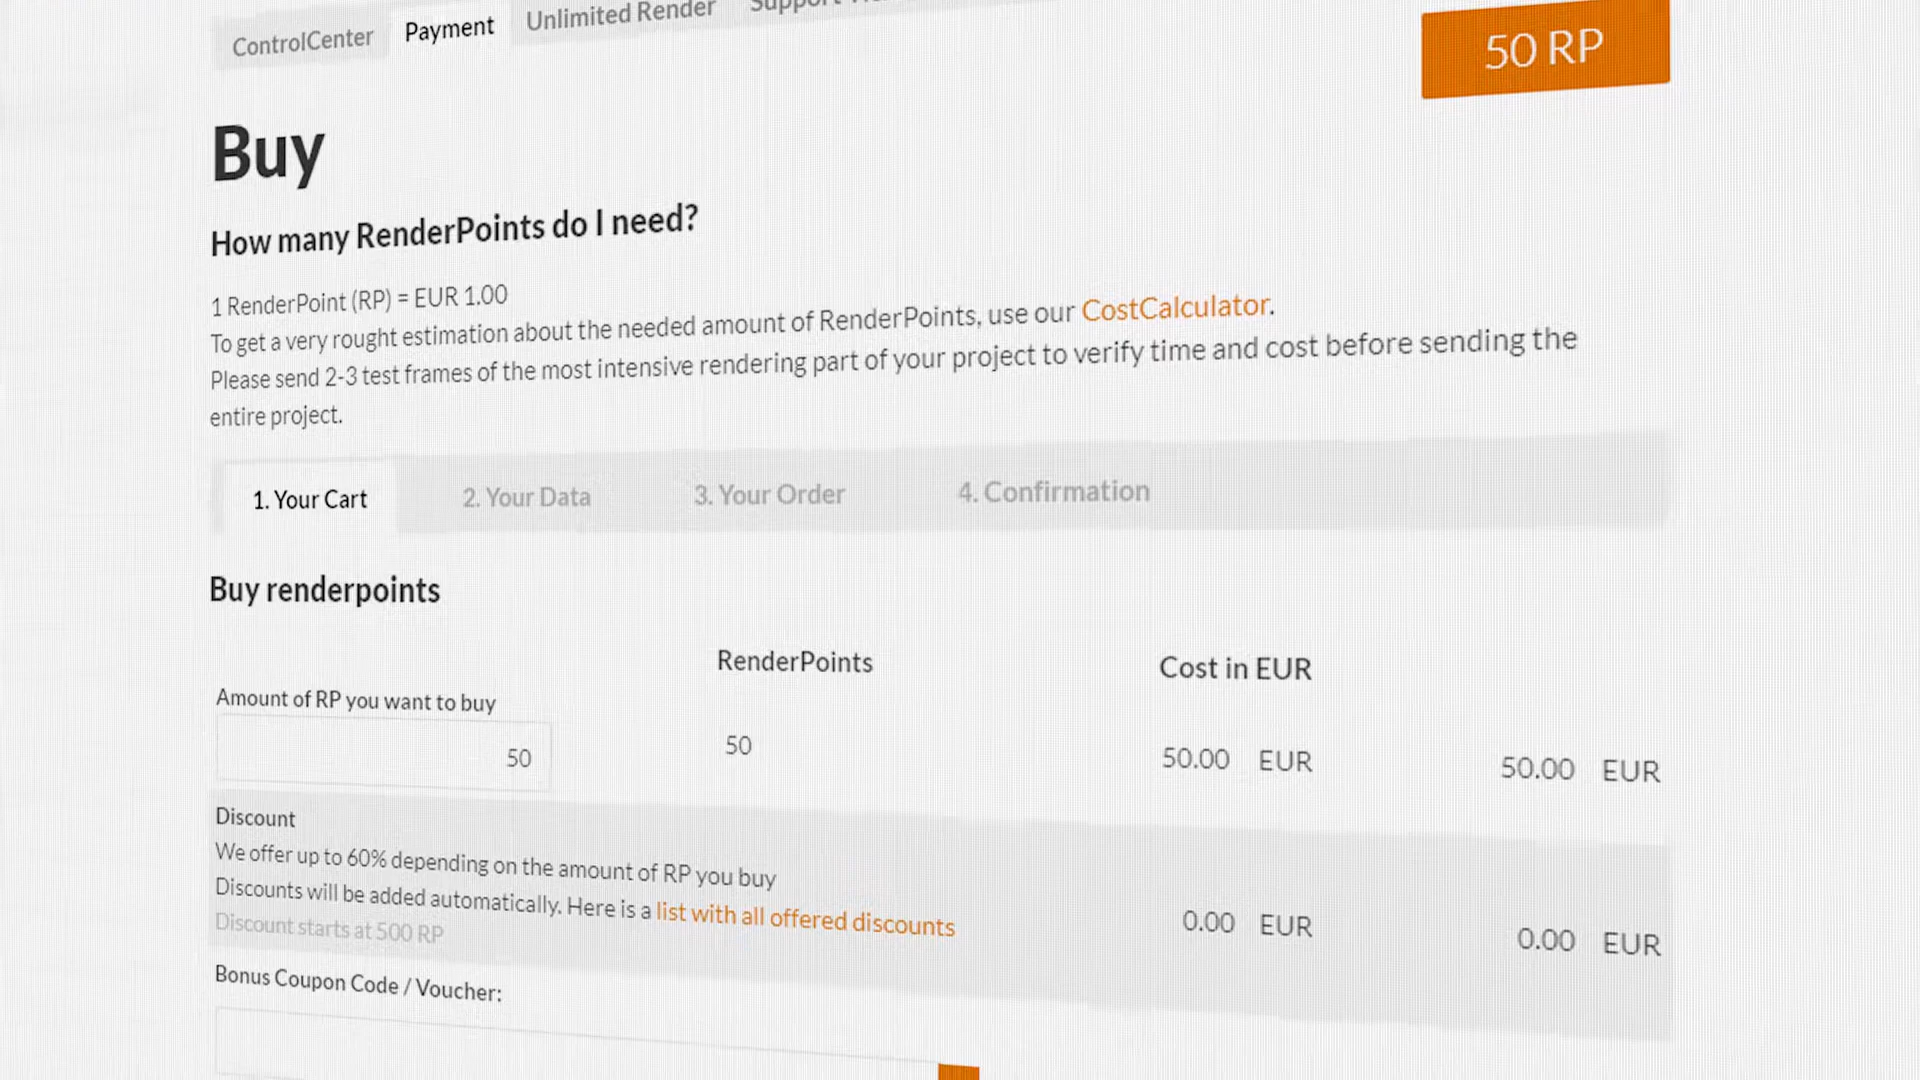 ControlCenter
Payment
Unlimited Render
50 RP
Buy
How many RenderPoints do I need?
1 RenderPoint (RP) = EUR 1.00
To get a very rought estimation about the needed amount of RenderPoints, use our CostCalculator.
Please send 2-3 test frames of the most intensive rendering part of your project to verify time and cost before sending the
entire project.
1. Your Cart
2. Your Data
3. Your Order
4. Confirmation
Buy renderpoints
RenderPoints
Cost in EUR
Amount of RP you want to buy
50
50
50.00 EUR
50.00 EUR
Discount
We offer up to 60% depending on the amount of RP you buy
Discounts will be added automatically. Here is a list with all offered discounts
Discount starts at 500 RP
0.00 EUR
0.00 EUR
Bonus Coupon Code / Voucher: